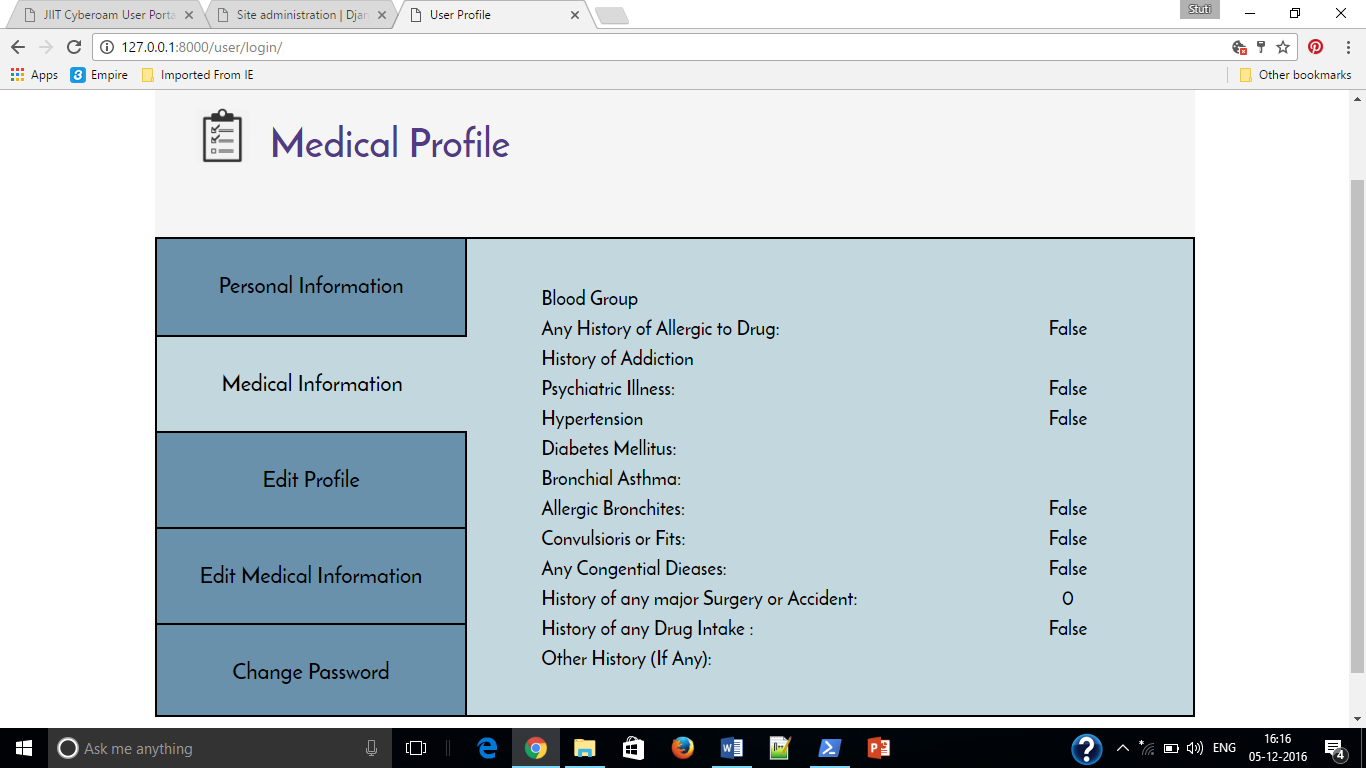 JIIT Cyberoam User Porta
Site administration | Djan
User Profile
Stuti
127.0.0.1:8000/user/login/
Apps
Empire
Imported From IE
Other bookmarks
Medical Profile
Personal Information
Medical Information
Edit Profile
Edit Medical Information
Change Password
Blood Group
Any History of Allergic to Drug: False
History of Addiction
Psychiatric Illness: False
Hypertension False
Diabetes Mellitus:
Bronchial Asthma:
Allergic Bronchites: False
Convulsioris or Fits: False
Any Congential Dieases: False
History of any major Surgery or Accident: 0
History of any Drug Intake : False
Other History (If Any):
Ask me anything
ENG
16:16
05-12-2016
4